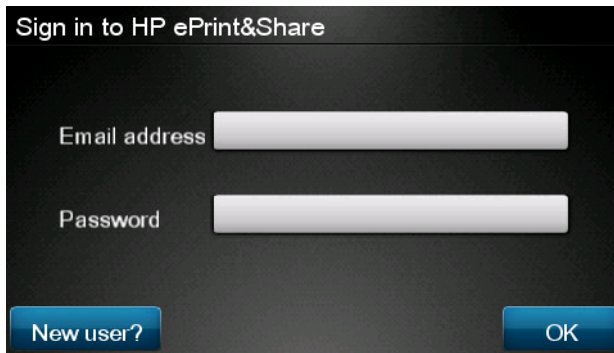 Sign in to HP ePrint&Share
Email address
Password
New user?
OK